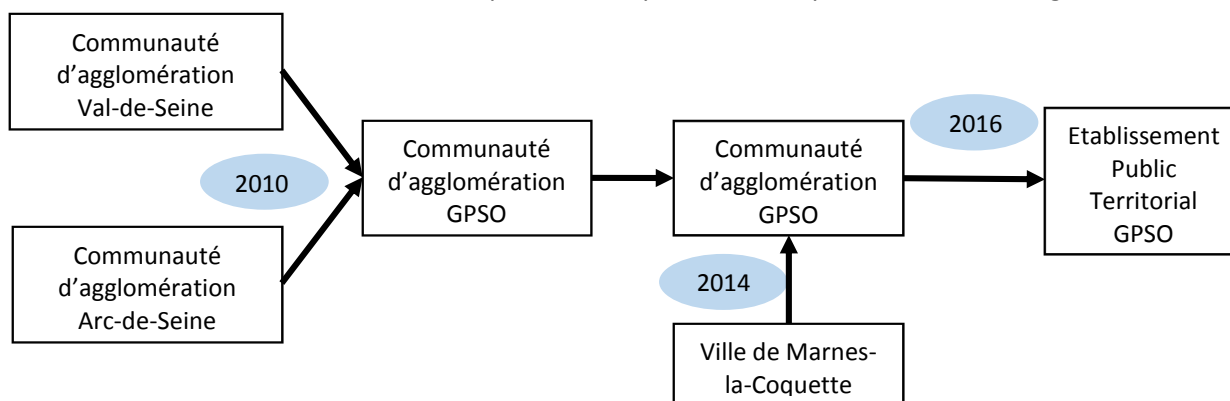 Communauté
d'agglomération
Val-de-Seine
2010
Communauté
d'agglomération
Arc-de-Seine
Communauté
d'agglomération
GPSO
Communauté
d'agglomération
GPSO
2014
Ville de Marnes-
la-Coquette
2016
Etablissement
Public
Territorial
GPSO